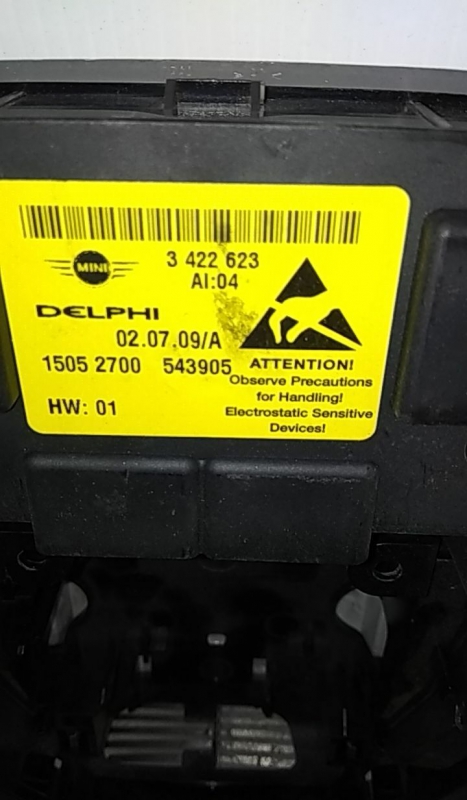 3 422 623
MINI
AI:04
DELPHI
02.07.09/A
1505 2700 543905
HW: 01
ATTENTION!
Observe Precautions
for Handling!
Electrostatic Sensitive
Devices!